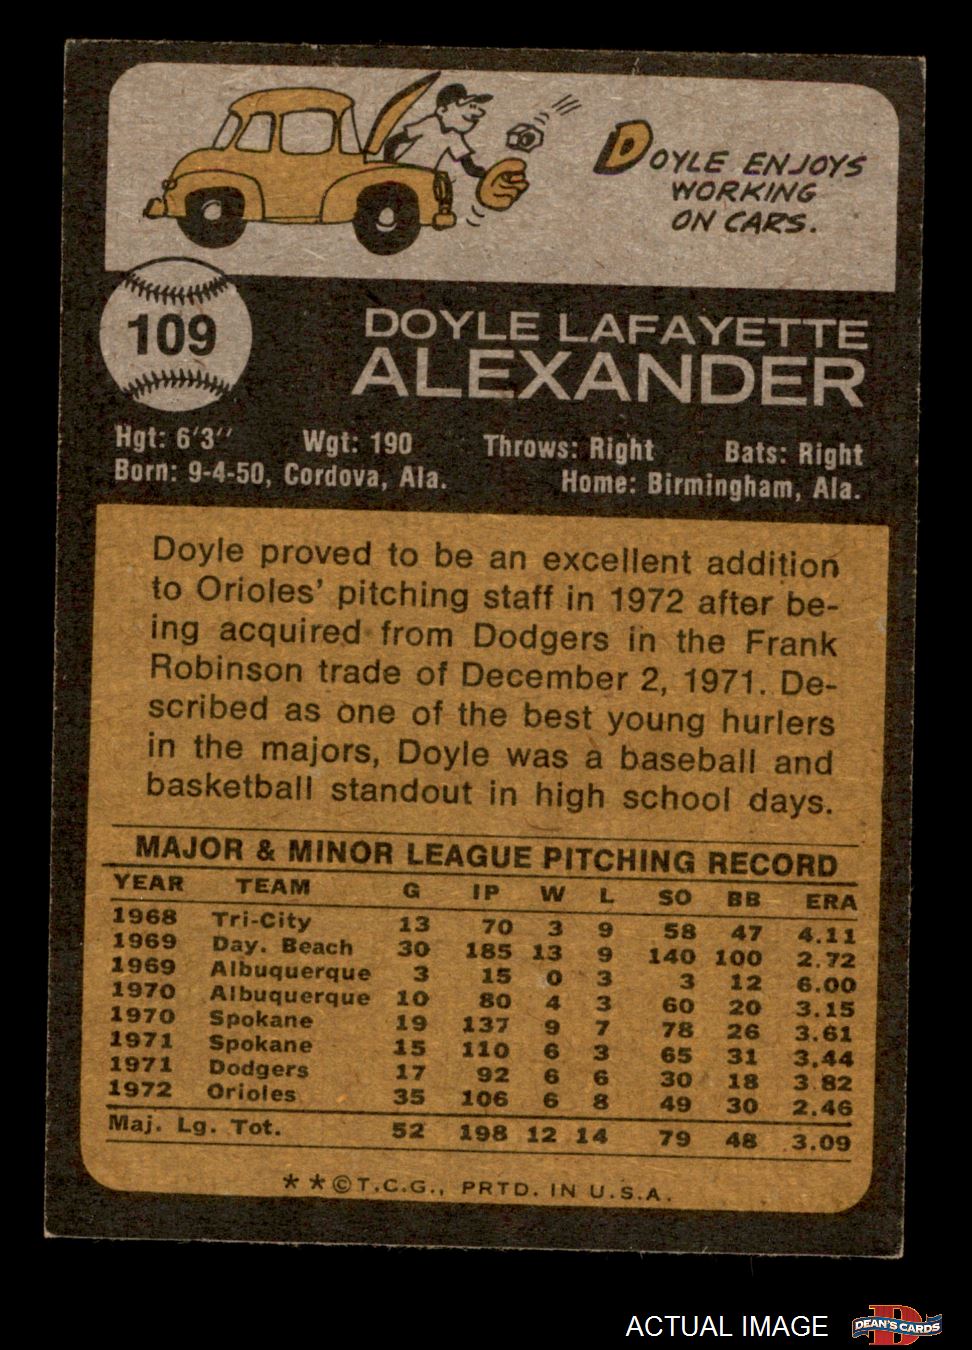 DOYLE ENJOYS
WORKING
ON CARS.
109
DOYLE LAFAYETTE
ALEXANDER
Hgt: 6'3" Wgt: 190 Throws: Right Bats: Right
Born: 9-4-50, Cordova, Ala. Home: Birmingham, Ala.
Doyle proved to be an excellent addition
to Orioles' pitching staff in 1972 after be-
ing acquired from Dodgers in the Frank
Robinson trade of December 2, 1971. De-
scribed as one of the best young hurlers
in the majors, Doyle was a baseball and
basketball standout in high school days.
MAJOR & MINOR LEAGUE PITCHING RECORD
YEAR TEAM G IP W L SO BB ERA
1968 Tri-City 13 70 3 9 58 47 4.11
1969 Day. Beach 30 185 13 9 140 100 2.72
1969 Albuquerque 3 15 0 3 3 12 6.00
1970 Albuquerque 10 80 4 3 60 20 3.15
1970 Spokane 19 137 9 7 78 26 3.61
1971 Spokane 15 110 6 3 65 31 3.44
1971 Dodgers 17 92 6 6 30 18 3.82
1972 Orioles 35 106 6 8 49 30 2.46
Maj. Lg. Tot. 52 198 12 14 79 48 3.09
**©T.C.G., PRTD. IN U.S.A.
ACTUAL IMAGE
D
DEAN'S CARDS